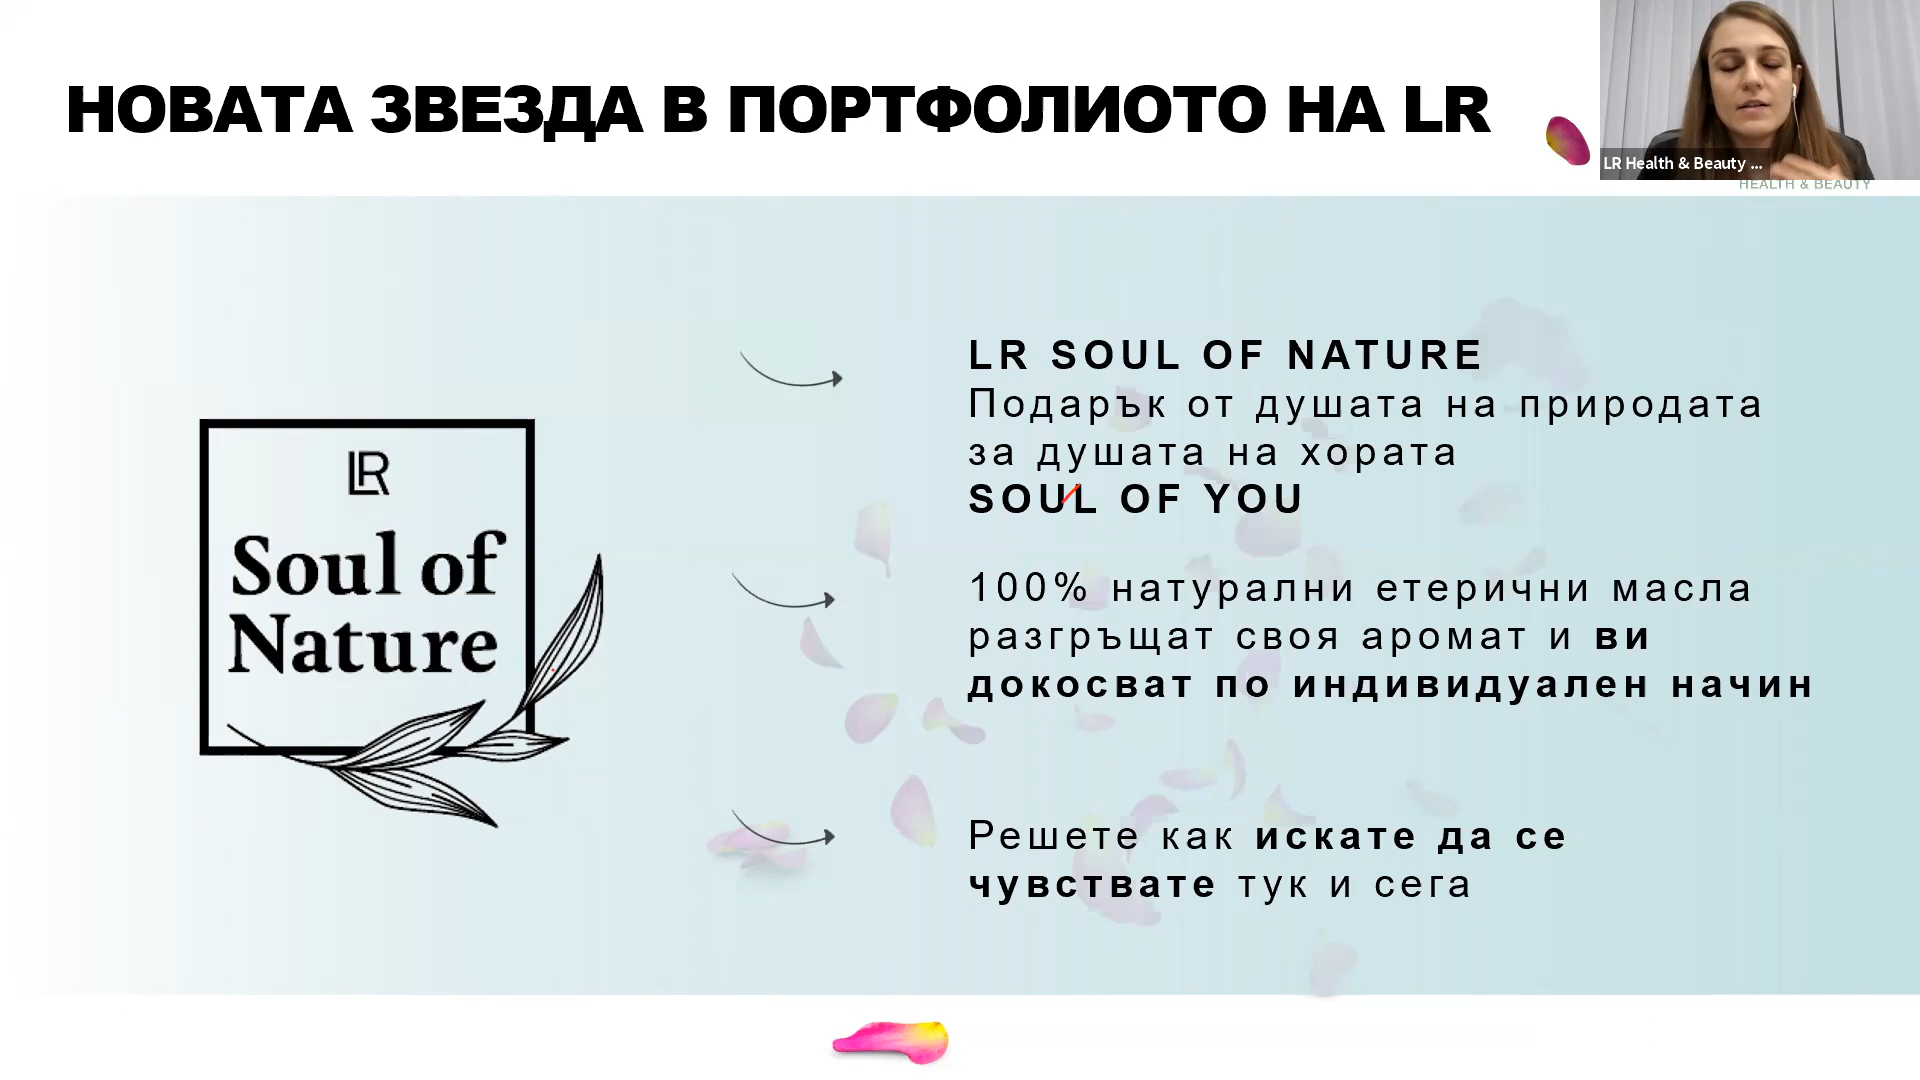 НОВАТА ЗВЕЗДА В ПОРТФОЛИОТО НА LR
LR Health & Beauty ...
HEALTH & BEAUTY
LR
Soul of
Nature
LR SOUL OF NATURE
Подарък от душата на природата
за душата на хората
SOUL OF YOU
100% натурални етерични масла
разгръщат своя аромат и ви
докосват по индивидуален начин
Решете как искате да се
чувствате тук и сега